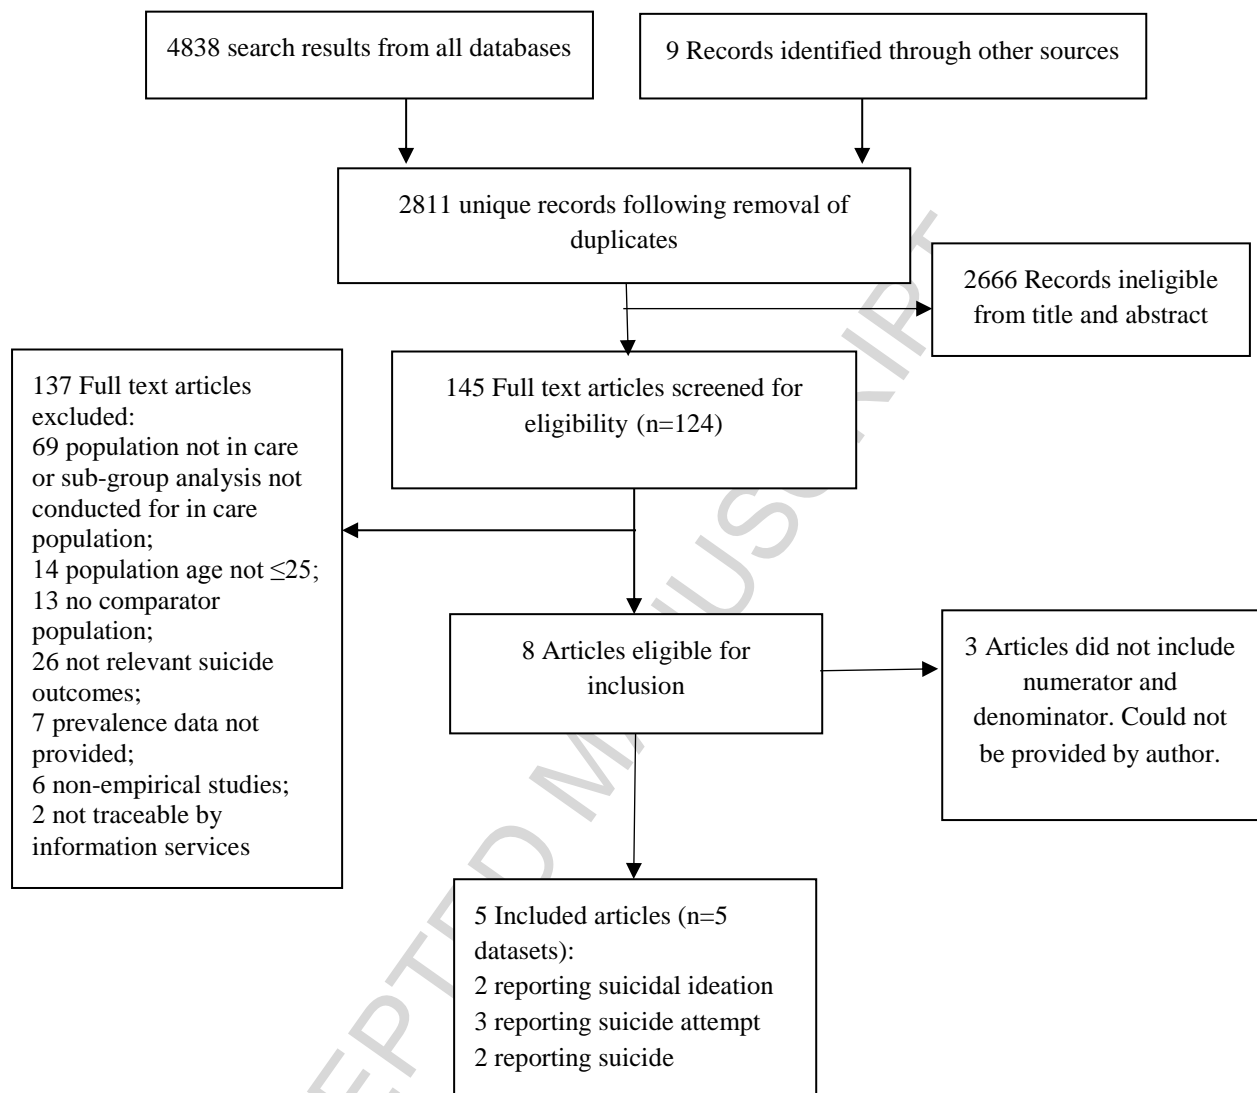 4838 search results from all databases
9 Records identified through other sources
2811 unique records following removal of
duplicates
2666 Records ineligible
from title and abstract
145 Full text articles screened for
eligibility (n=124)
137 Full text articles
excluded:
69 population not in care
or sub-group analysis not
conducted for in care
population;
14 population age not ≤25;
13 no comparator
population;
26 not relevant suicide
outcomes;
7 prevalence data not
provided;
6 non-empirical studies;
2 not traceable by
information services
8 Articles eligible for
inclusion
3 Articles did not include
numerator and
denominator. Could not
be provided by author.
5 Included articles (n=5
datasets):
2 reporting suicidal ideation
3 reporting suicide attempt
2 reporting suicide
EPTED MANUSCRIPT